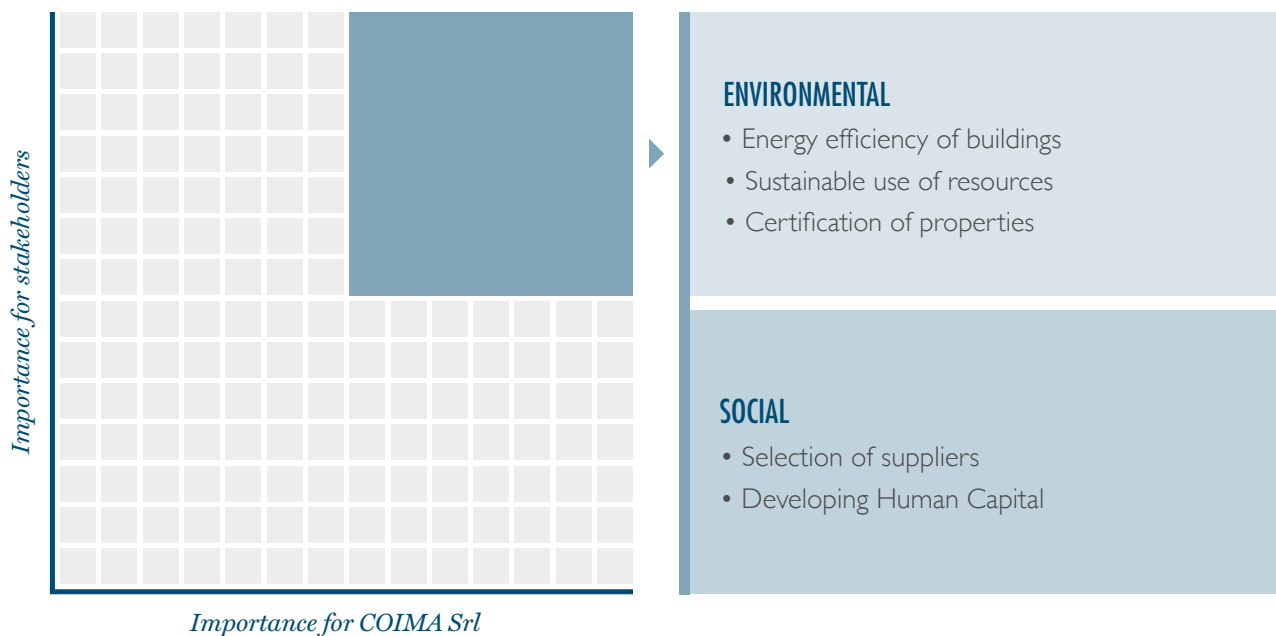 Importance for stakeholders
Importance for COIMA Srl
ENVIRONMENTAL
• Energy efficiency of buildings
• Sustainable use of resources
• Certification of properties
SOCIAL
• Selection of suppliers
• Developing Human Capital